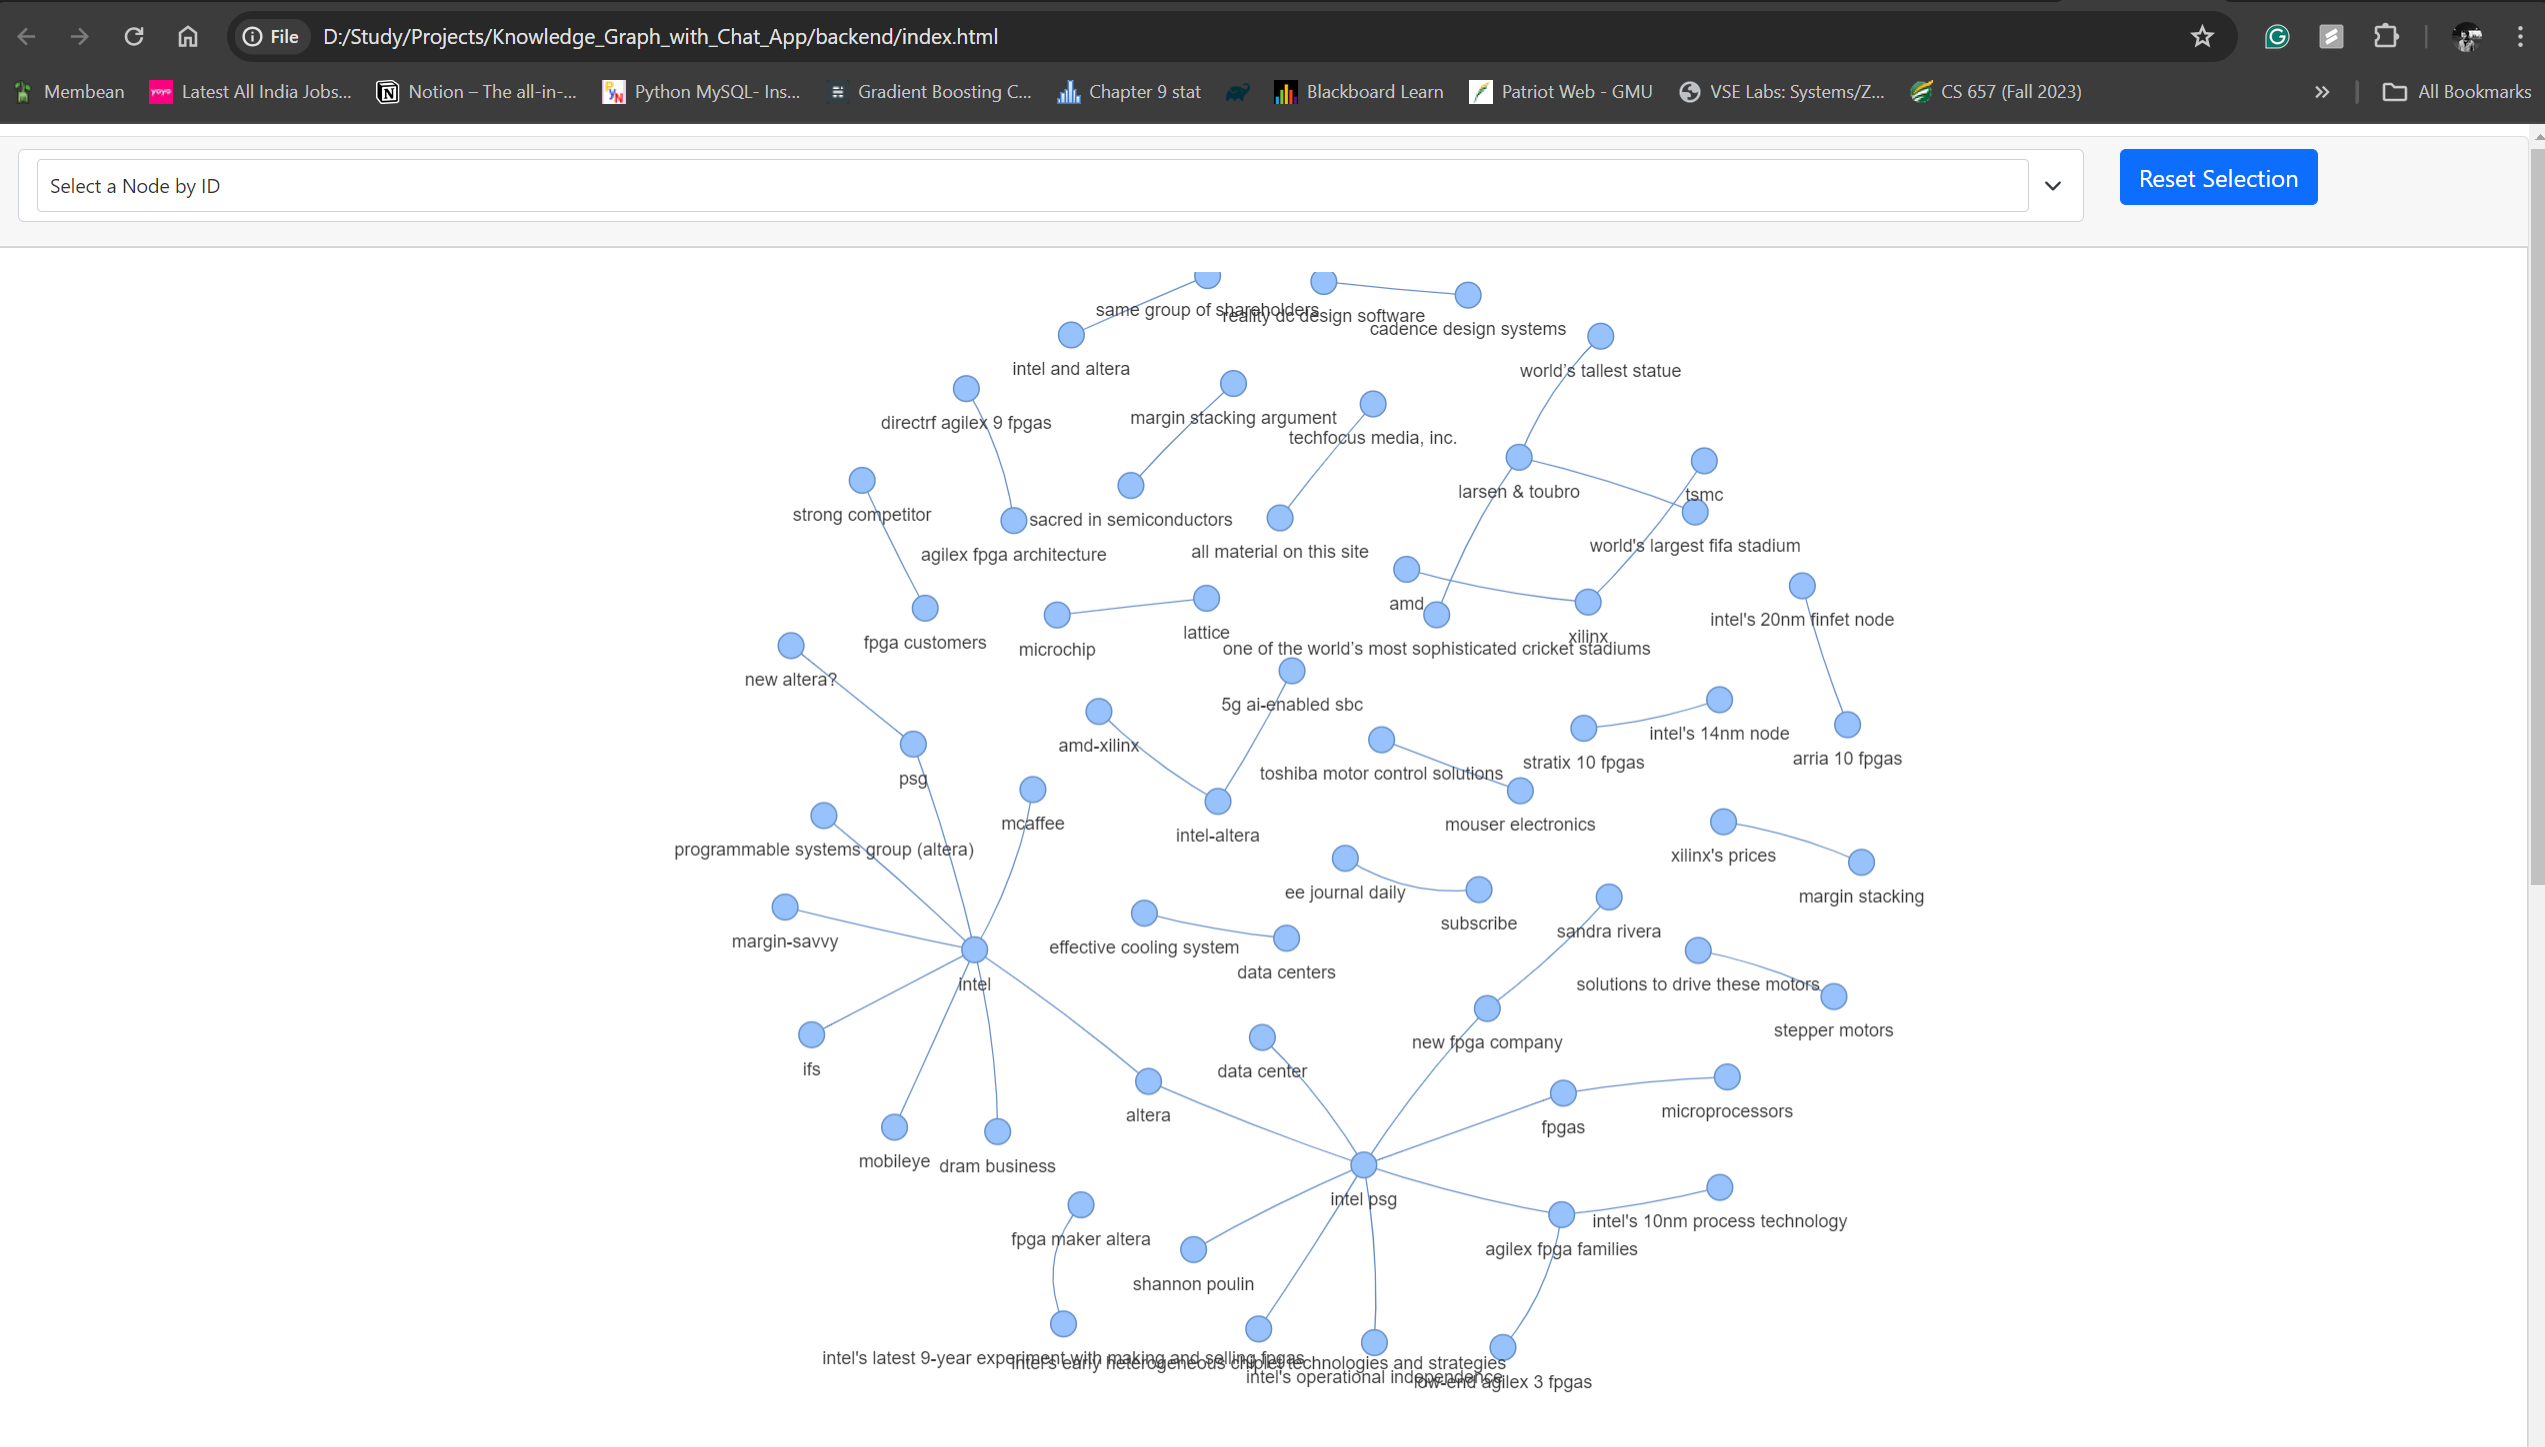 File D:/Study/Projects/Knowledge_Graph_with_Chat_App/backend/index.html
Membean
Latest All India Jobs...
Notion – The all-in-...
Python MySQL- Ins...
Gradient Boosting C...
Chapter 9 stat
Blackboard Learn
Patriot Web - GMU
VSE Labs: Systems/Z...
CS 657 (Fall 2023)
All Bookmarks
Select a Node by ID
Reset Selection
same group of shareholders
reality dc design software
cadence design systems
intel and altera
world's tallest statue
directrf agilex 9 fpgas
margin stacking argument
techfocus media, inc.
larsen & toubro
tsmc
strong competitor
sacred in semiconductors
world's largest fifa stadium
agilex fpga architecture
all material on this site
amd
intel's 20nm finfet node
lattice
fpga customers
microchip
xilinx
one of the world’s most sophisticated cricket stadiums
new altera?
5g ai-enabled sbc
intel's 14nm node
amd-xilinx
arria 10 fpgas
stratix 10 fpgas
toshiba motor control solutions
psg
mcaffee
mouser electronics
intel-altera
programmable systems group (altera)
xilinx's prices
ee journal daily
margin stacking
subscribe
sandra rivera
margin-savvy
effective cooling system
data centers
intel
solutions to drive these motors
stepper motors
new fpga company
ifs
data center
microprocessors
altera
fpgas
mobileye
dram business
intel psg
intel's 10nm process technology
fpga maker altera
agilex fpga families
shannon poulin
intel's latest 9-year experiment with making and selling fpgas
intel's early heterogeneous chiplet technologies and strategies
intel's operational independence
low-end agilex 3 fpgas